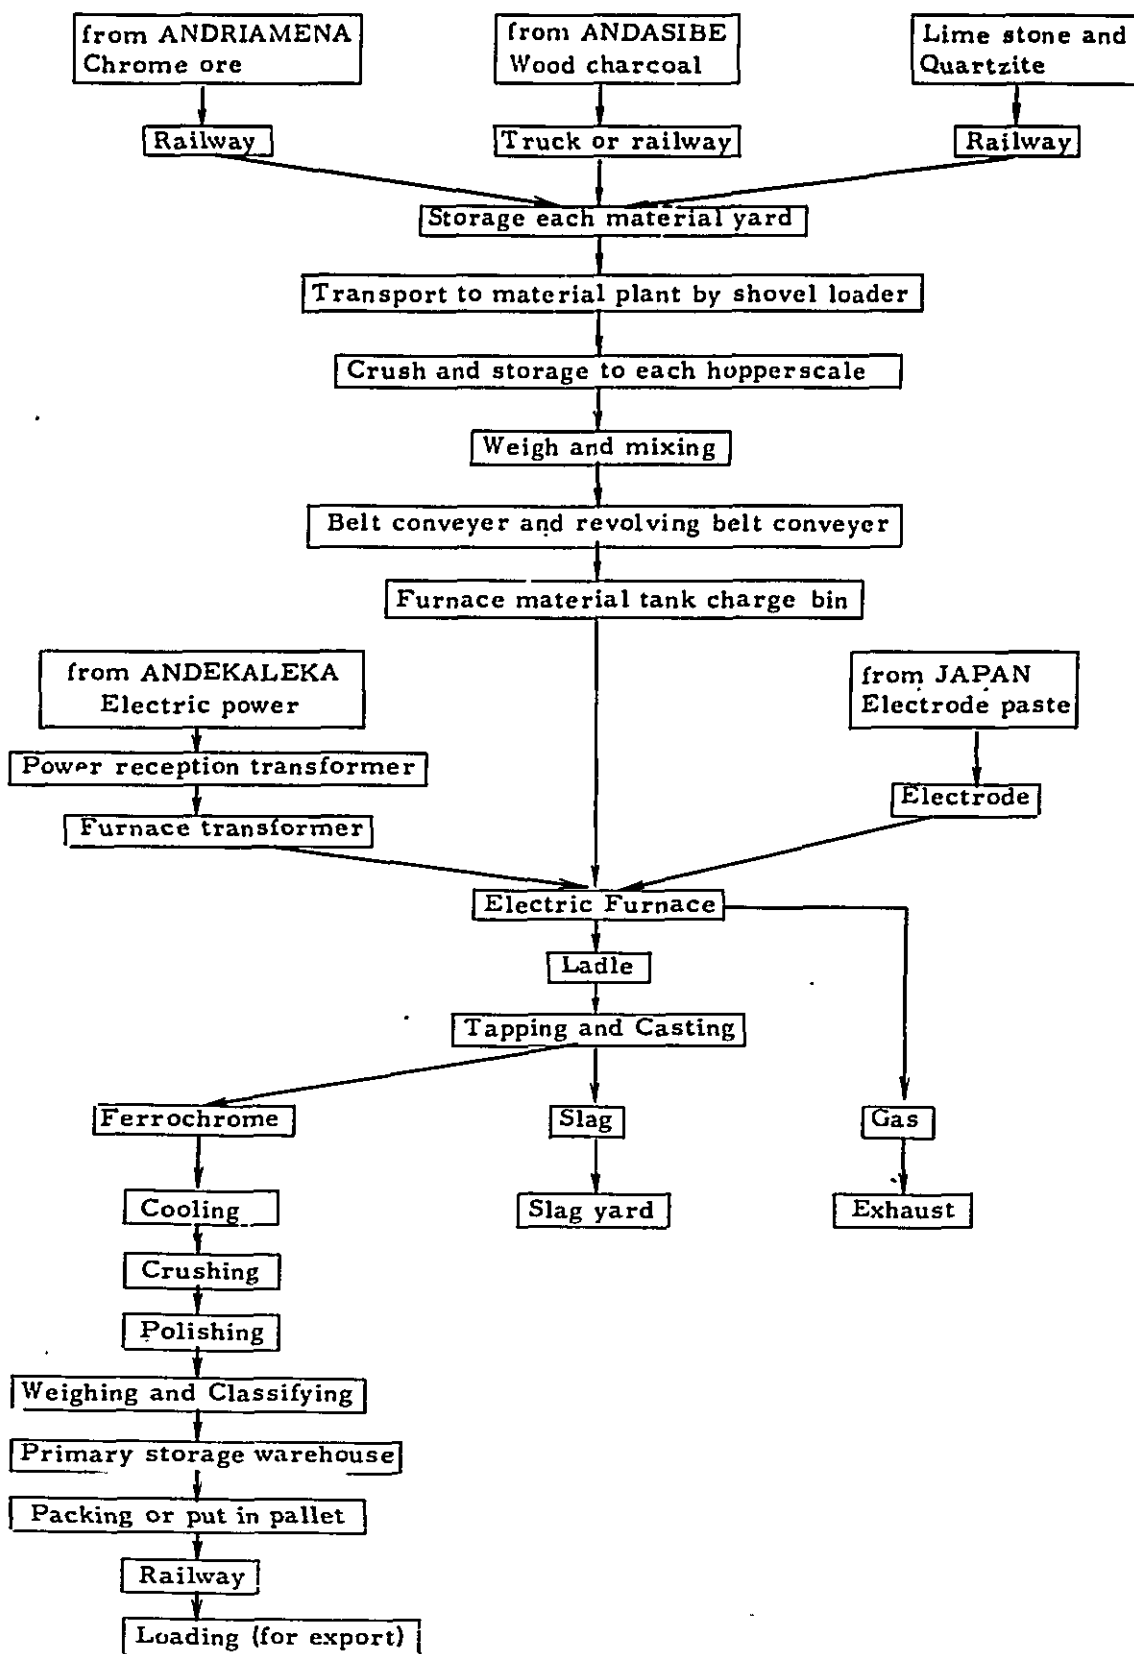 from ANDRIAMENA
Chrome ore
from ANDASIBE
Wood charcoal
Lime stone and
Quartzite
Railway
Truck or railway
Railway
Storage each material yard
Transport to material plant by shovel loader
Crush and storage to each hopperscale
Weigh and mixing
Belt conveyer and revolving belt conveyer
Furnace material tank charge bin
from ANDEKALEKA
Electric power
from JAPAN
Electrode paste
Power reception transformer
Electrode
Furnace transformer
Electric Furnace
Ladle
Tapping and Casting
Ferrochrome
Slag
Gas
Cooling
Slag yard
Exhaust
Crushing
Polishing
Weighing and Classifying
Primary storage warehouse
Packing or put in pallet
Railway
Loading (for export)